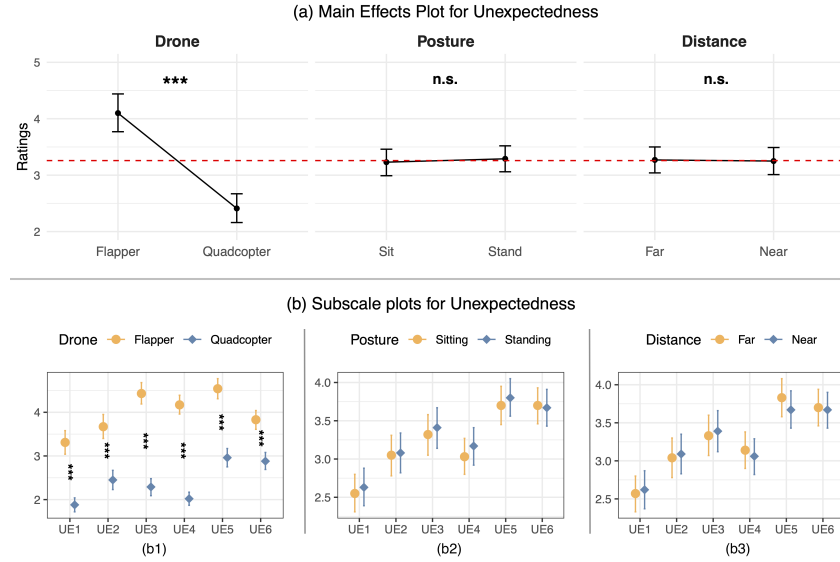 (a) Main Effects Plot for Unexpectedness
Drone Posture Distance
5
4
3
2
Ratings
*** n.s. n.s.
Flapper Quadcopter Sit Stand Far Near
(b) Subscale plots for Unexpectedness
Drone Flapper Quadcopter
4
3
2
*** *** *** *** *** ***
UE1 UE2 UE3 UE4 UE5 UE6
(b1)
Posture Sitting Standing
4.0
3.5
3.0
2.5
UE1 UE2 UE3 UE4 UE5 UE6
(b2)
Distance Far Near
4.0
3.5
3.0
2.5
UE1 UE2 UE3 UE4 UE5 UE6
(b3)